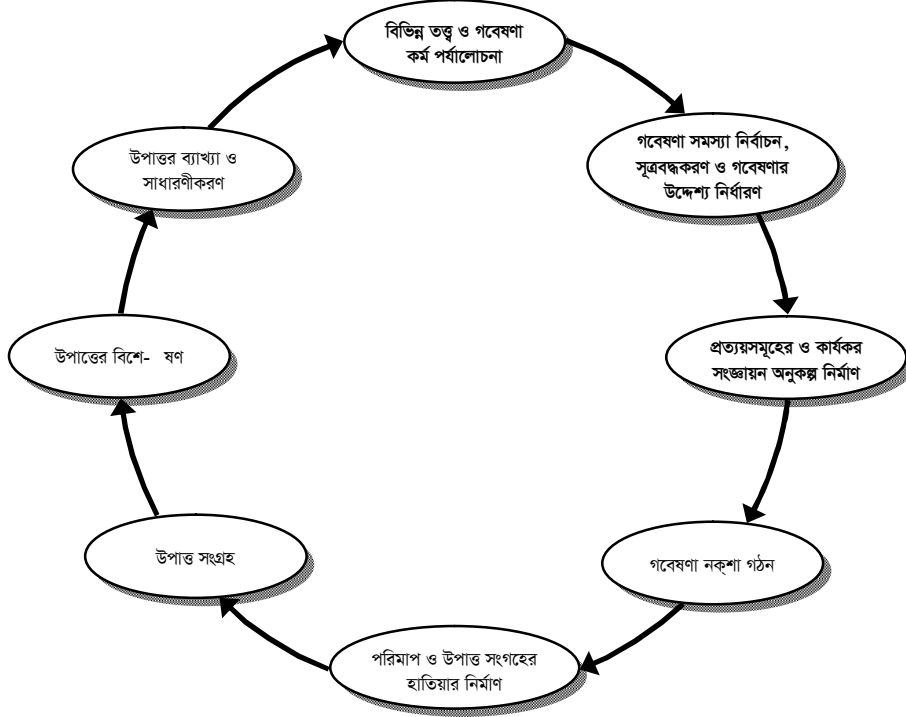 বিভিন্ন তত্ত্ব ও গবেষণা
কর্ম পর্যালোচনা
গবেষণা সমস্যা নির্বাচন,
সূত্রবদ্ধকরণ ও গবেষণার
উদ্দেশ্য নির্ধারণ
প্রত্যয়সমূহের ও কার্যকর
সংজ্ঞায়ন অনুকল্প নির্মাণ
গবেষণা নক্‌শা গঠন
পরিমাপ ও উপাত্ত সংগহের
হাতিয়ার নির্মাণ
উপাত্ত সংগ্রহ
উপাত্তের বিশে- ষণ
উপাত্তর ব্যাখ্যা ও
সাধারণীকরণ